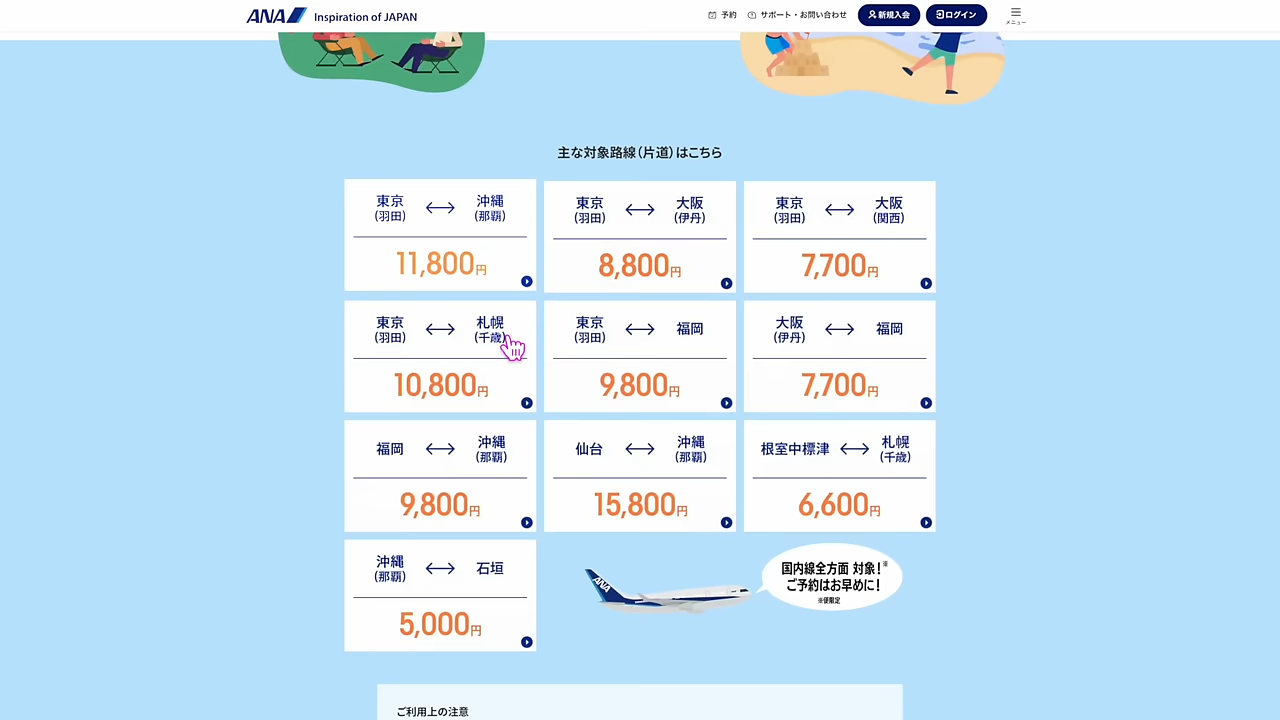 ANA Inspiration of JAPAN
予約 サポート・お問い合わせ 新規入会 ログイン メニュー
主な対象路線(片道)はこちら
東京 沖縄
(羽田) (那覇)
11,800円
東京 大阪
(羽田) (伊丹)
8,800円
東京 大阪
(羽田) (関西)
7,700円
東京 札幌
(羽田) (千歳)
10,800円
東京 福岡
(羽田)
9,800円
大阪 福岡
(伊丹)
7,700円
福岡 沖縄
(那覇)
9,800円
仙台 沖縄
(那覇)
15,800円
根室中標津 札幌
(千歳)
6,600円
沖縄 石垣
(那覇)
5,000円
ANA
国内線全方面 対象!※
ご予約はお早めに!
※便限定
ご利用上の注意